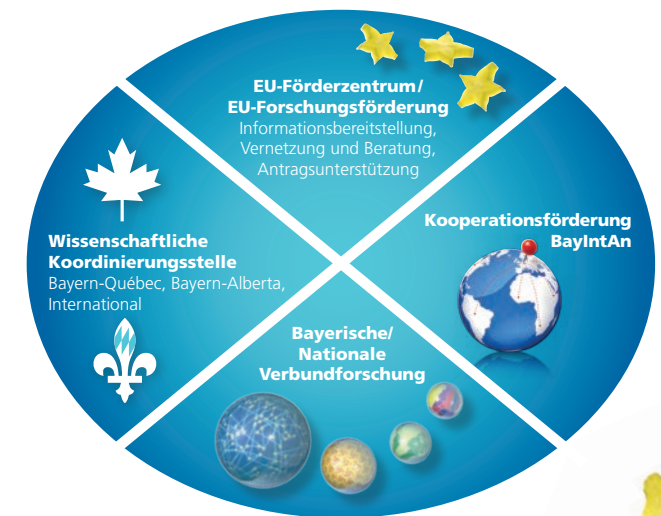 EU-Förderzentrum/
EU-Forschungsförderung
Informationsbereitstellung,
Vernetzung und Beratung,
Antragsunterstützung
Kooperationsförderung
BayIntAn
Wissenschaftliche
Koordinierungsstelle
Bayern-Québec, Bayern-Alberta,
International
Bayerische/
Nationale
Verbundforschung